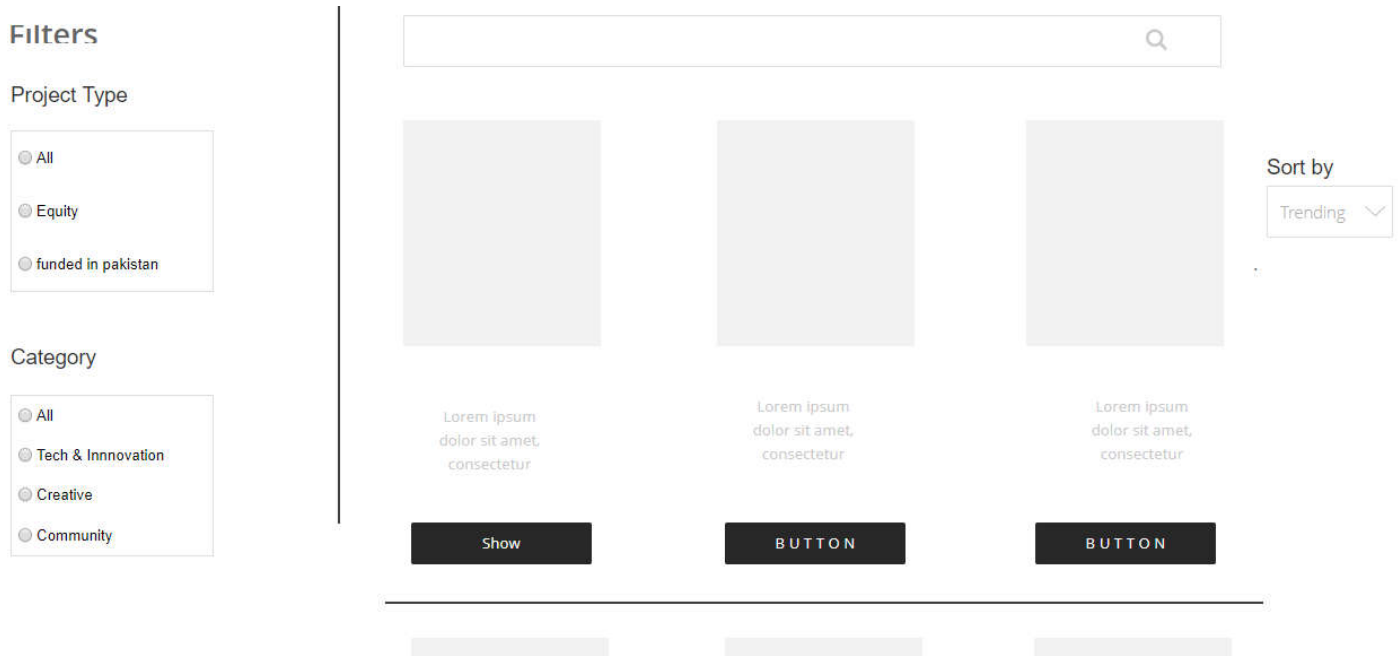 Filters
Project Type
All
Equity
funded in pakistan
Category
All
Tech & Innnovation
Creative
Community
Sort by
Trending
Lorem ipsum
dolor sit amet,
consectetur
Show
Lorem ipsum
dolor sit amet,
consectetur
BUTTON
Lorem ipsum
dolor sit amet,
consectetur
BUTTON